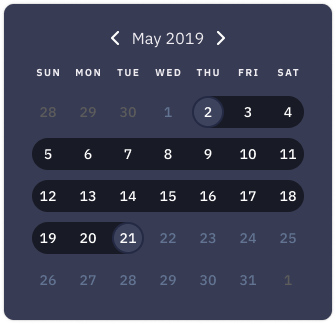 May 2019
SUN MON TUE WED THU FRI SAT
28 29 30 1 2 3 4
5 6 7 8 9 10 11
12 13 14 15 16 17 18
19 20 21 22 23 24 25
26 27 28 29 30 31 1